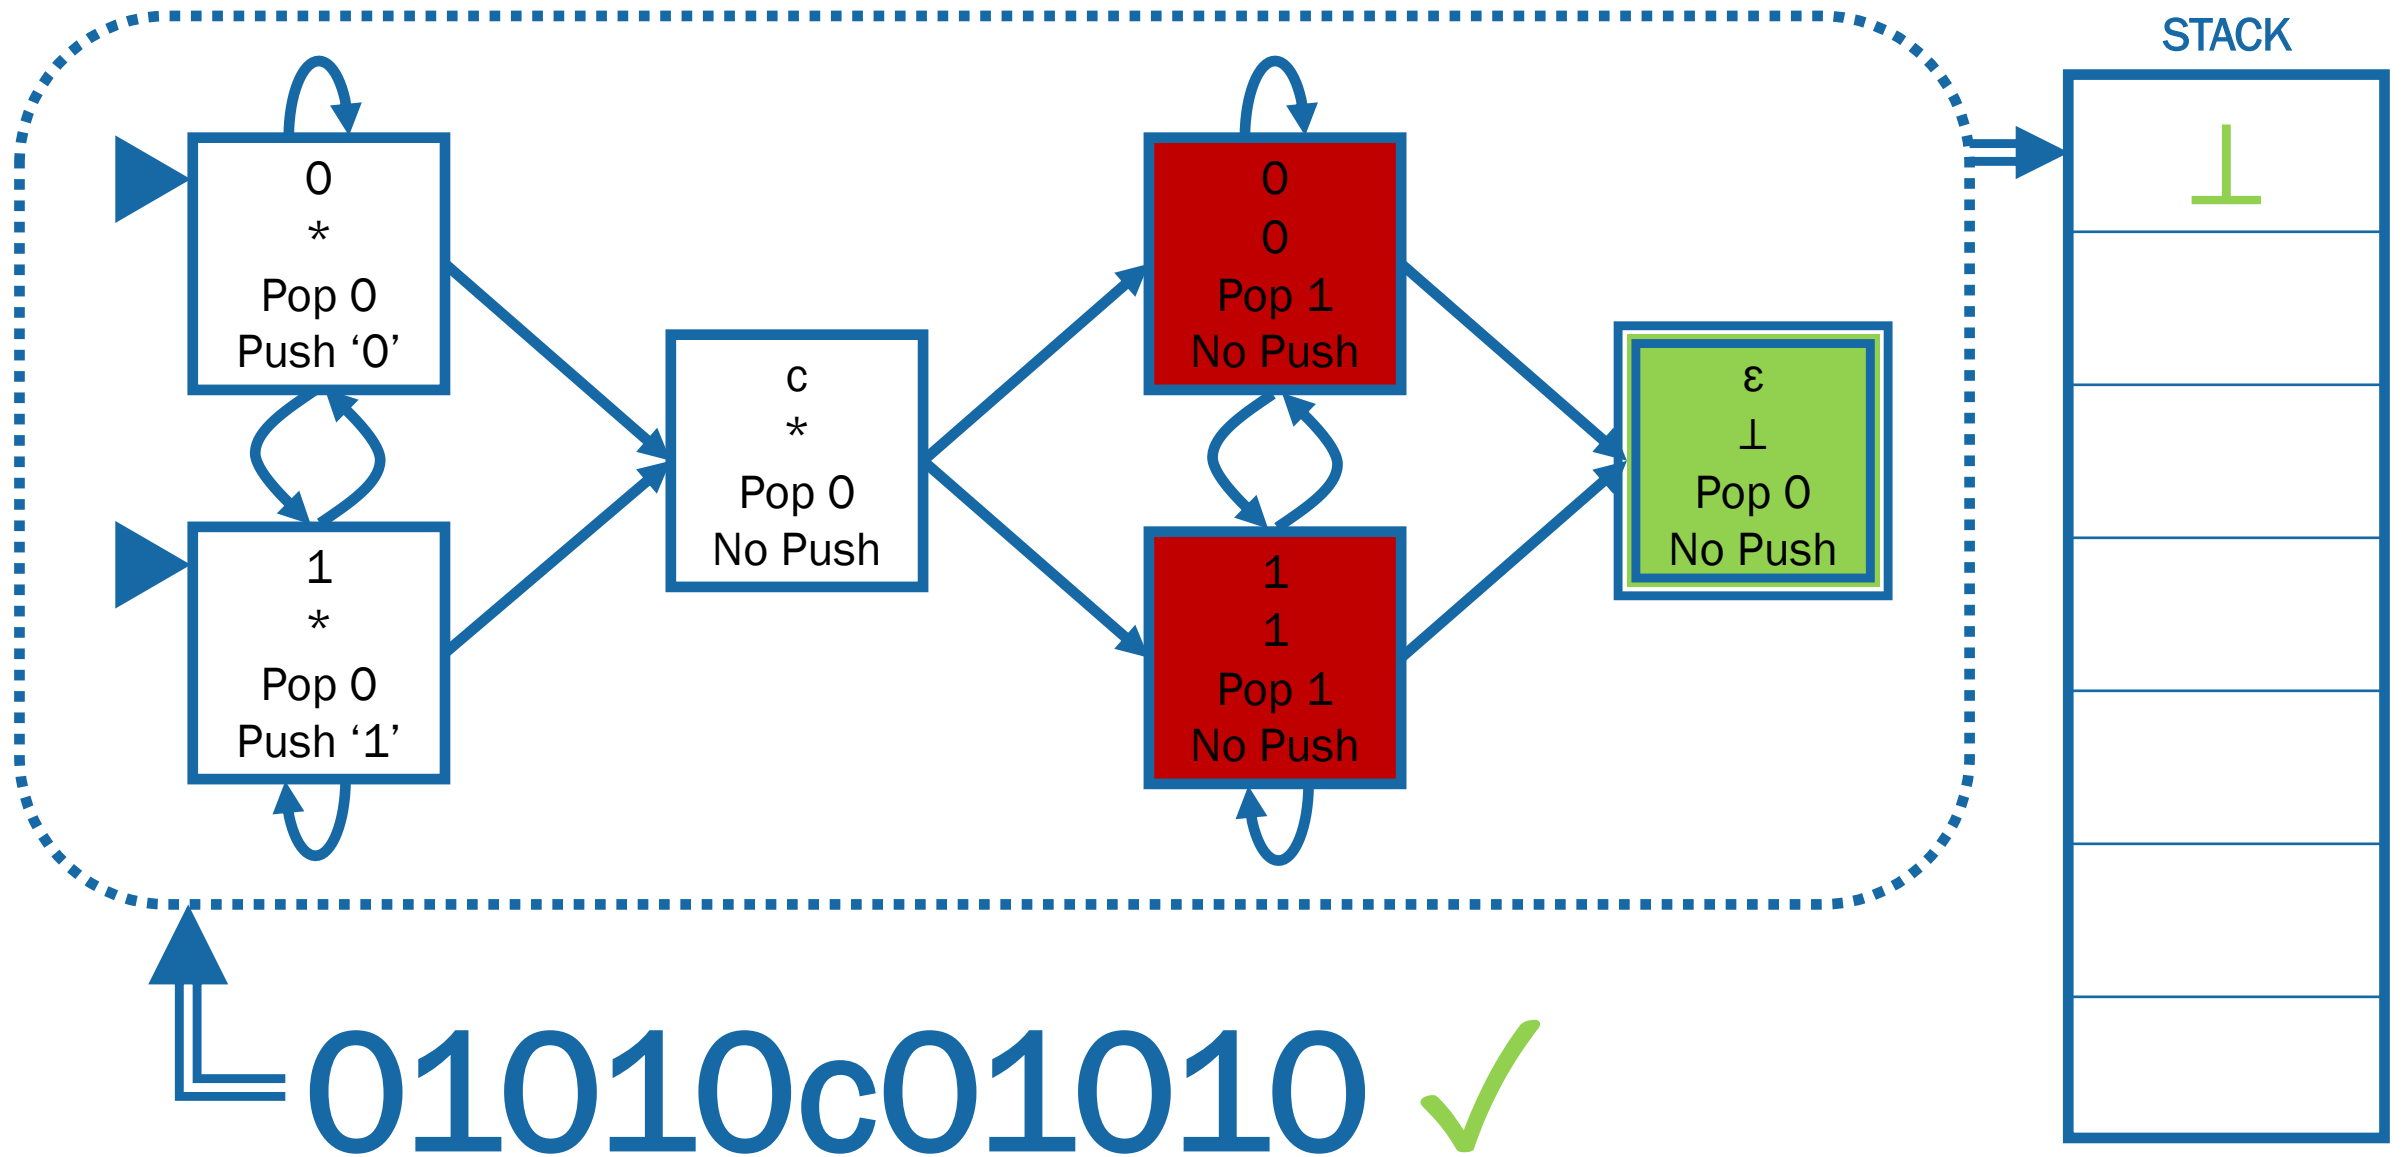 STACK
⊥
0
*
Pop 0
Push ‘0’
1
*
Pop 0
Push ‘1’
c
*
Pop 0
No Push
0
0
Pop 1
No Push
1
1
Pop 1
No Push
ε
⊥
Pop 0
No Push
01010c01010